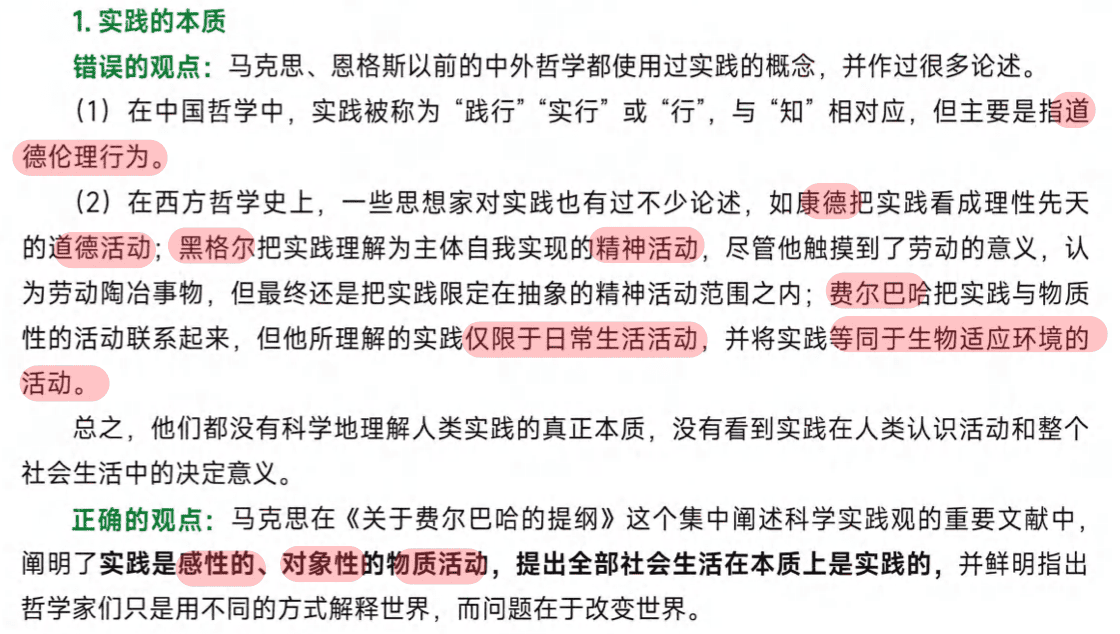 1. 实践的本质
错误的观点：马克思、恩格斯以前的中外哲学都使用过实践的概念，并作过很多论述。
（1）在中国哲学中，实践被称为“践行”“实行”或“行”，与“知”相对应，但主要是指道
德伦理行为。
（2）在西方哲学史上，一些思想家对实践也有过不少论述，如康德把实践看成理性先天
的道德活动；黑格尔把实践理解为主体自我实现的精神活动，尽管他触摸到了劳动的意义，认
为劳动陶冶事物，但最终还是把实践限定在抽象的精神活动范围之内；费尔巴哈把实践与物质
性的活动联系起来，但他所理解的实践仅限于日常生活活动，并将实践等同于生物适应环境的
活动。
总之，他们都没有科学地理解人类实践的真正本质，没有看到实践在人类认识活动和整个
社会生活中的决定意义。
正确的观点：马克思在《关于费尔巴哈的提纲》这个集中阐述科学实践观的重要文献中，
阐明了实践是感性的、对象性的物质活动，提出全部社会生活在本质上是实践的，并鲜明指出
哲学家们只是用不同的方式解释世界，而问题在于改变世界。